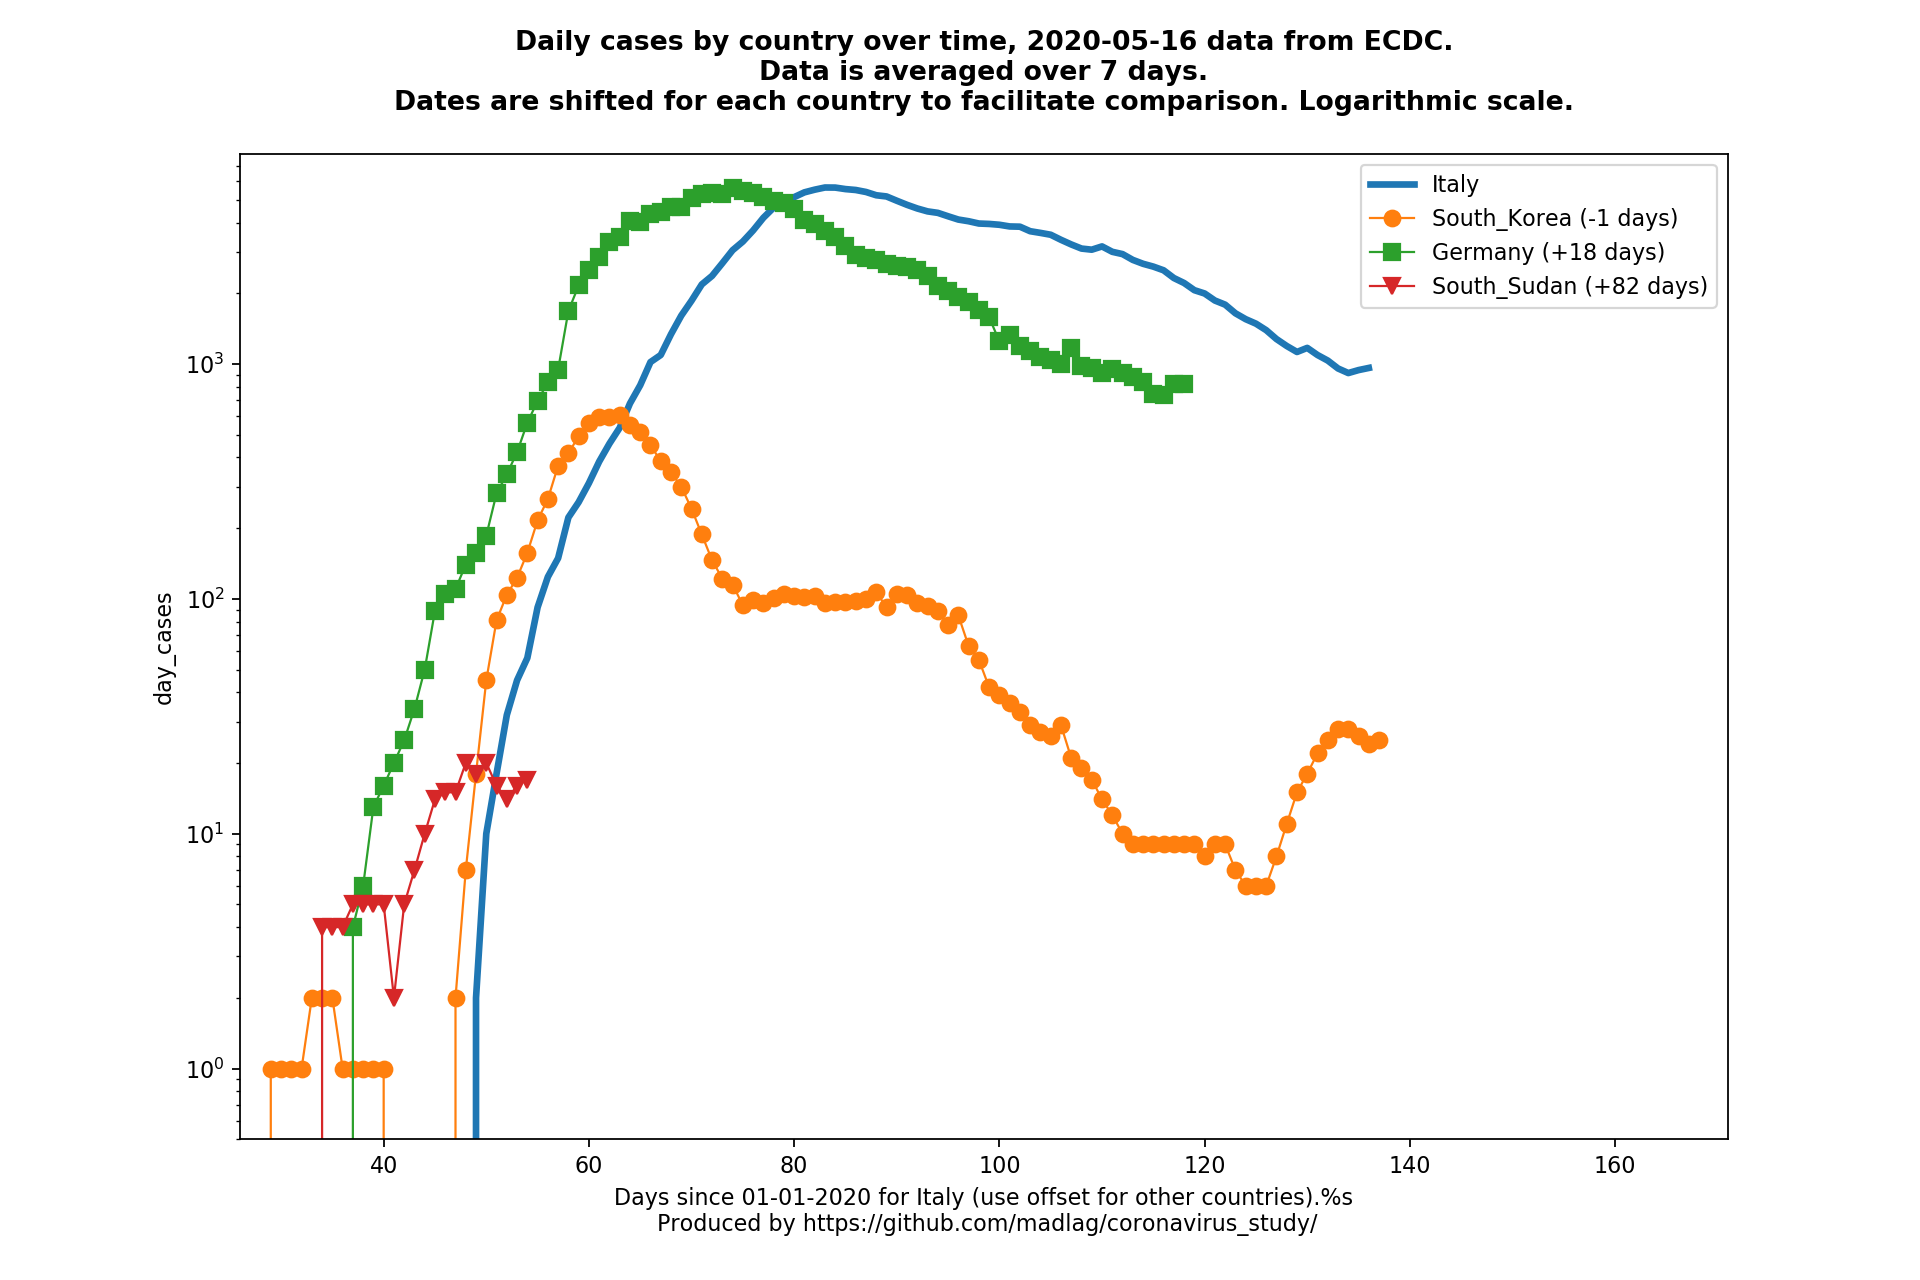 Daily cases by country over time, 2020-05-16 data from ECDC.
Data is averaged over 7 days.
Dates are shifted for each country to facilitate comparison. Logarithmic scale.
Italy
South_Korea (-1 days)
Germany (+18 days)
South_Sudan (+82 days)
day_cases
10³
10²
10¹
10⁰
40 60 80 100 120 140 160
Days since 01-01-2020 for Italy (use offset for other countries).%s
Produced by https://github.com/madlag/coronavirus_study/